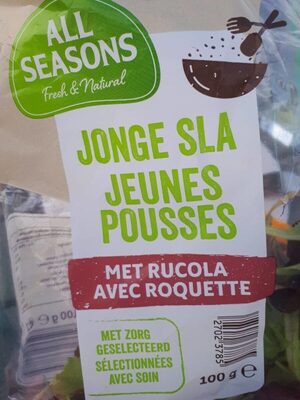 ALL
SEASONS
Fresh & Natural
JONGE SLA
JEUNES
POUSSES
MET RUCOLA
AVEC ROQUETTE
MET ZORG
GESELECTEERD
SÉLECTIONNÉES
AVEC SOIN
27023785
100 g e